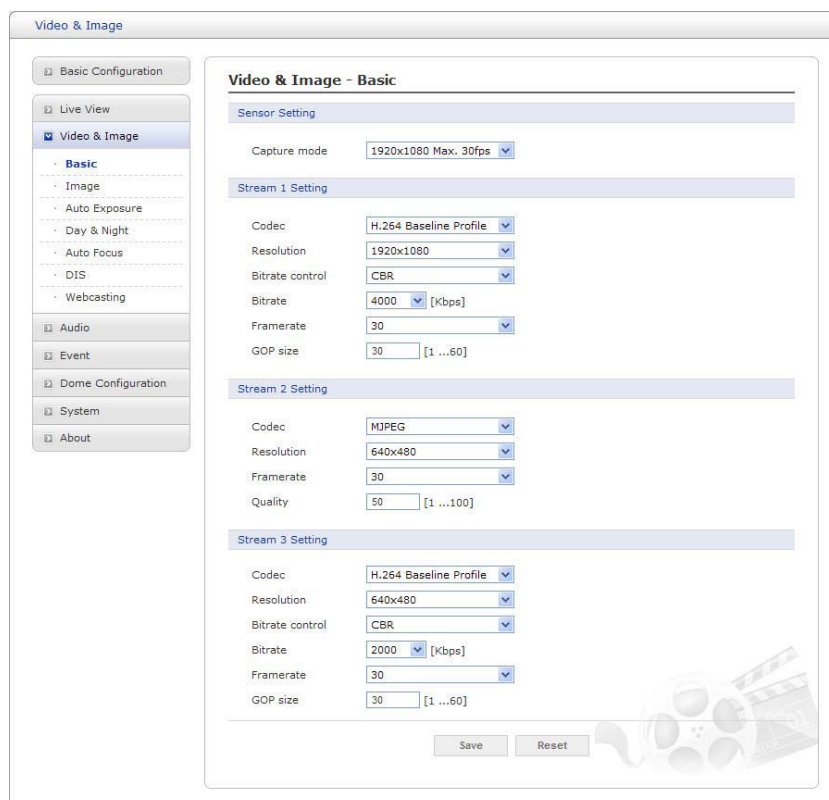 Video & Image
Basic Configuration
Live View
Video & Image
· Basic
· Image
· Auto Exposure
· Day & Night
· Auto Focus
· DIS
· Webcasting
Audio
Event
Dome Configuration
System
About
Video & Image - Basic
Sensor Setting
Capture mode 1920x1080 Max. 30fps
Stream 1 Setting
Codec H.264 Baseline Profile
Resolution 1920x1080
Bitrate control CBR
Bitrate 4000 [Kbps]
Framerate 30
GOP size 30 [1 ...60]
Stream 2 Setting
Codec MJPEG
Resolution 640x480
Framerate 30
Quality 50 [1 ...100]
Stream 3 Setting
Codec H.264 Baseline Profile
Resolution 640x480
Bitrate control CBR
Bitrate 2000 [Kbps]
Framerate 30
GOP size 30 [1 ...60]
Save Reset